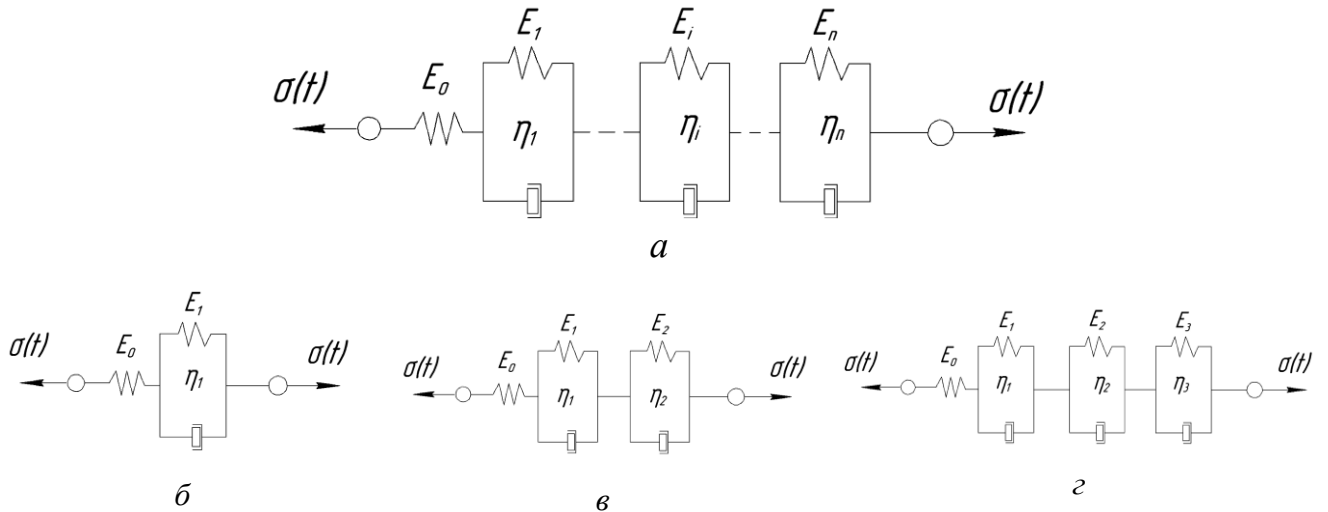 E₁ Eᵢ Eₙ
σ(t) E₀ η₁ ηᵢ ηₙ σ(t)
а
E₁
σ(t) E₀ η₁ σ(t)
б
E₁ E₂
σ(t) E₀ η₁ η₂ σ(t)
в
E₁ E₂ E₃
σ(t) E₀ η₁ η₂ η₃ σ(t)
г